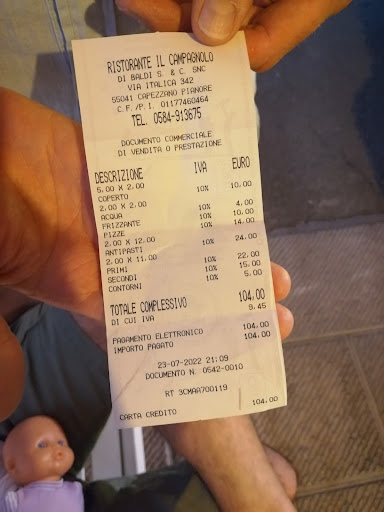 RISTORANTE IL CAMPAGNOLO
DI BALDI S. & C. SNC
VIA ITALICA 342
55041 CAPEZZANO PIANORE
C.F./P.I. 01177460464
TEL. 0584-913675
DOCUMENTO COMMERCIALE
DI VENDITA O PRESTAZIONE
DESCRIZIONE IVA EURO
5.00 X 2.00
COPERTO 10% 10.00
2.00 X 2.00
ACQUA 10% 4.00
FRIZZANTE 10% 10.00
PIZZE 10% 14.00
2.00 X 12.00
ANTIPASTI 10% 24.00
2.00 X 11.00
PRIMI 10% 22.00
SECONDI 10% 15.00
CONTORNI 10% 5.00
TOTALE COMPLESSIVO 104.00
DI CUI IVA 9.45
PAGAMENTO ELETTRONICO 104.00
IMPORTO PAGATO 104.00
23-07-2022 21:09
DOCUMENTO N. 0542-0010
RT 3CMAA700119
CARTA CREDITO 104.00